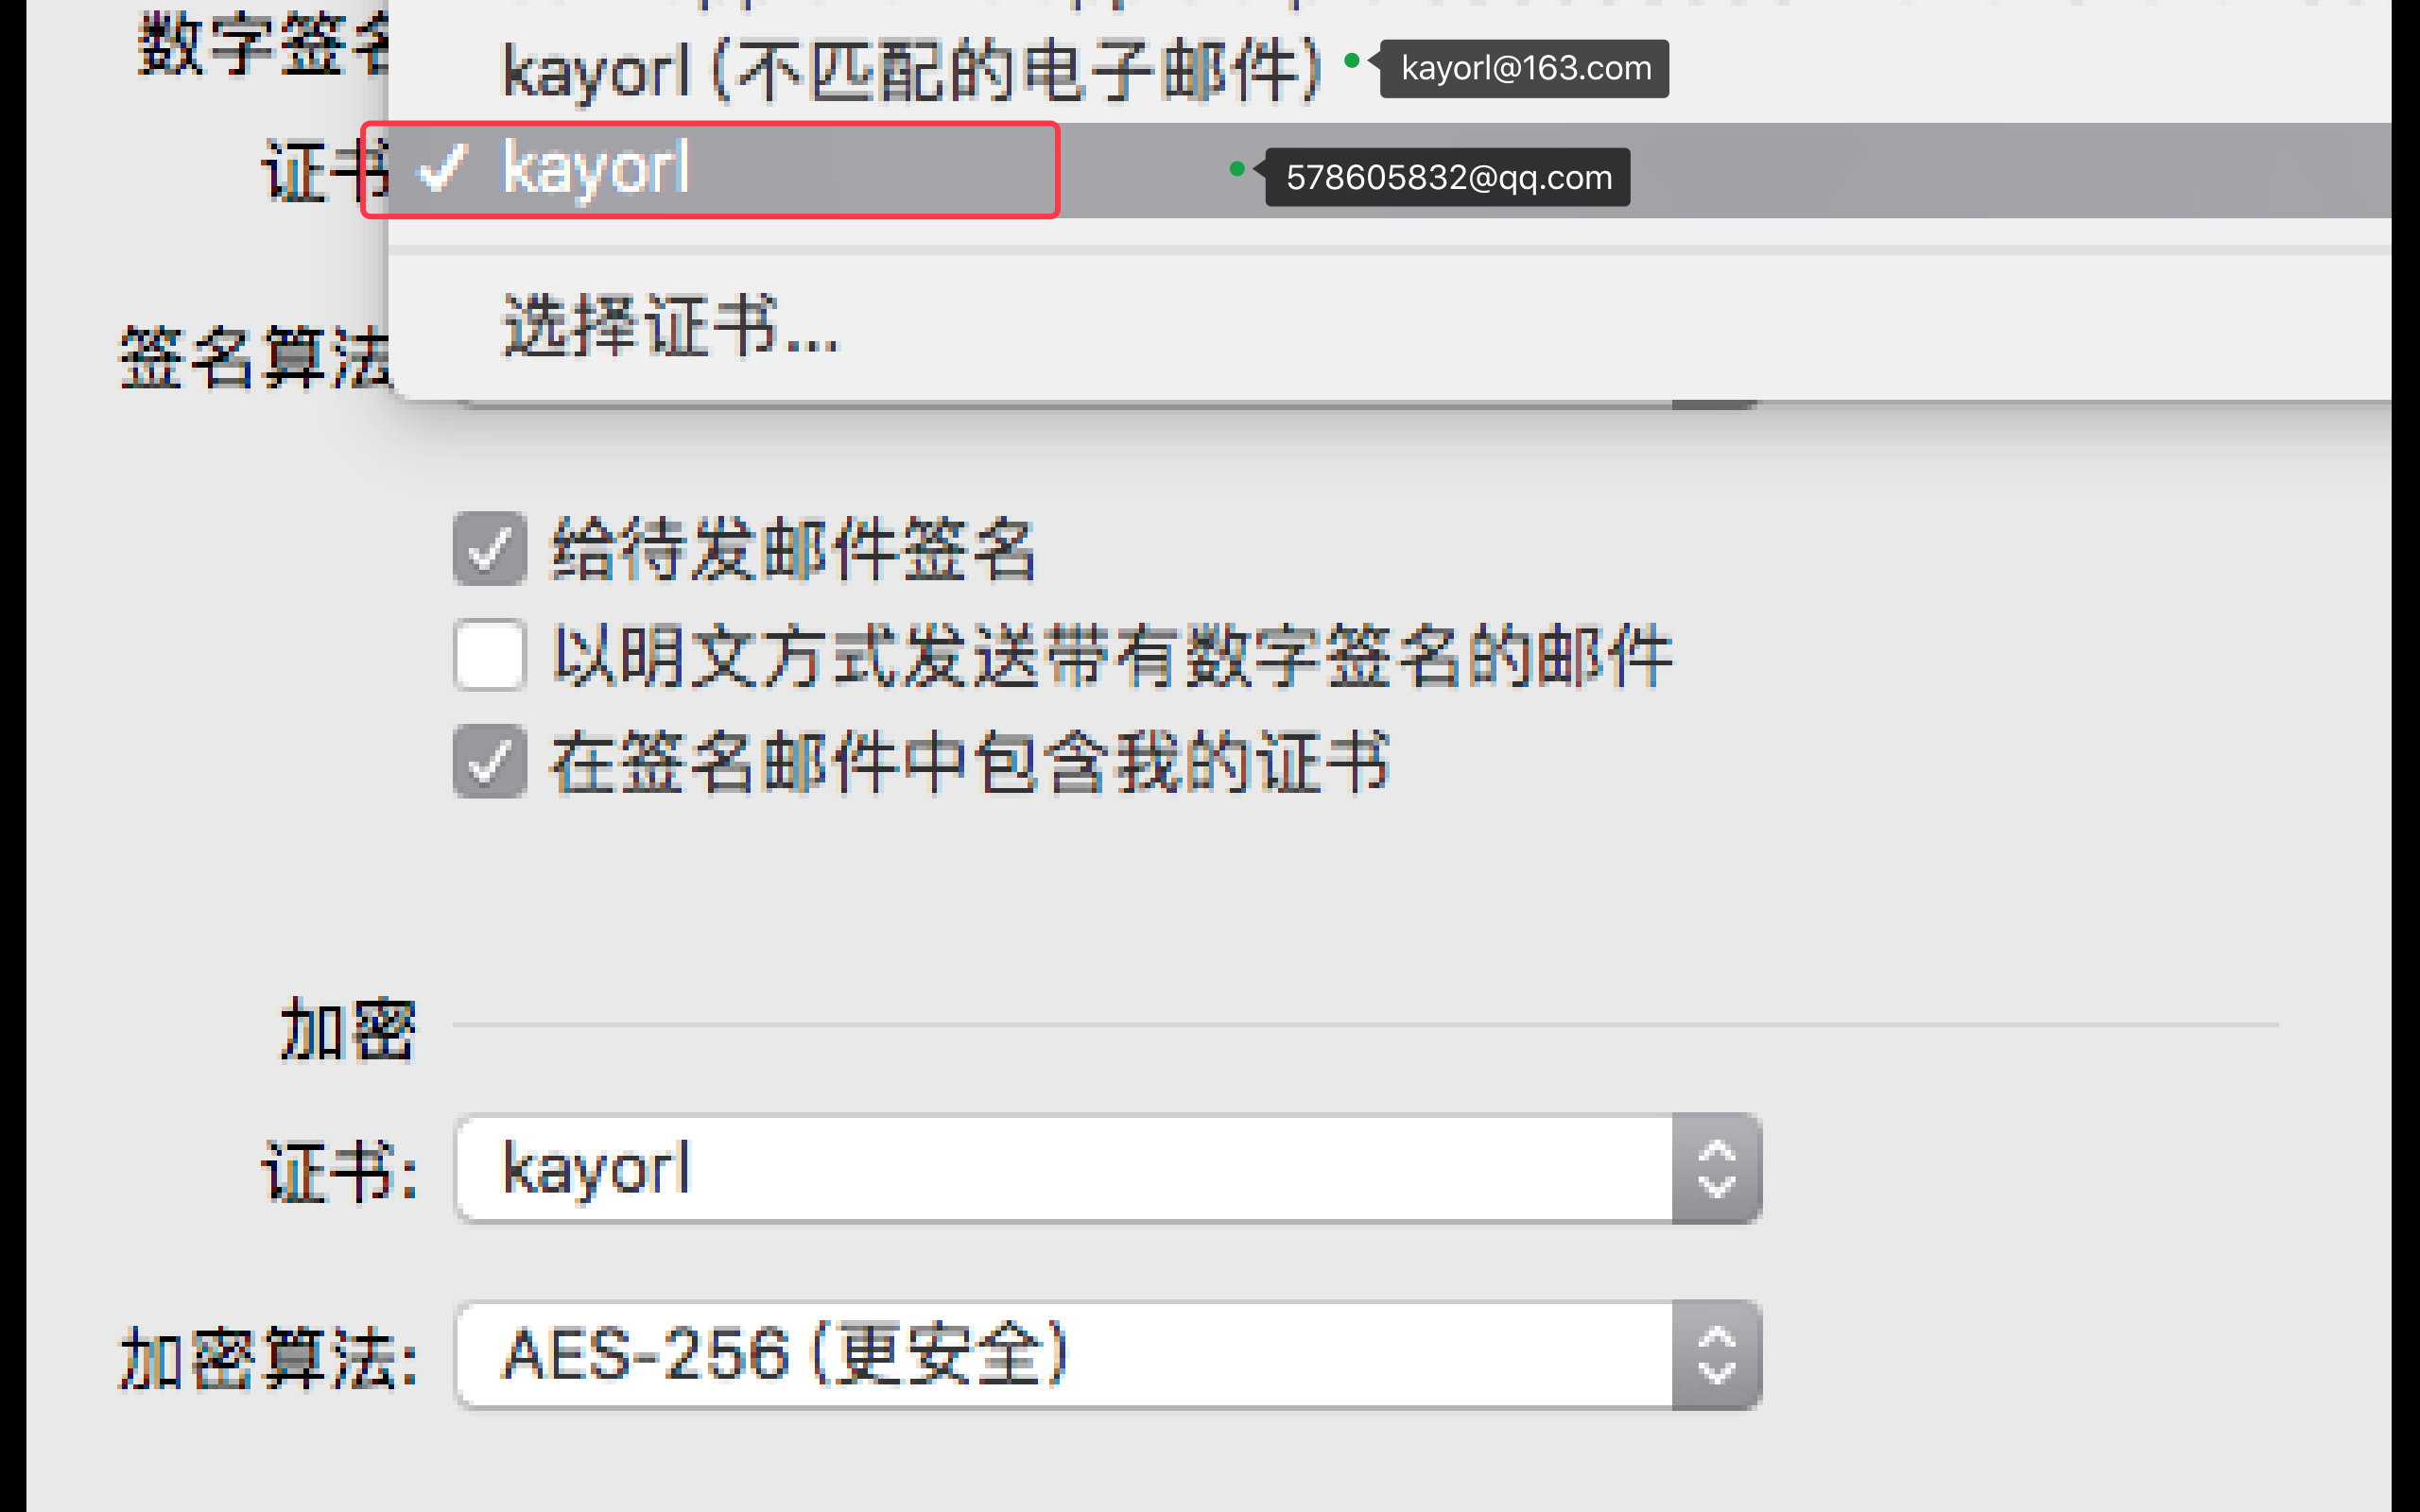 数字签名
kayorl (不匹配的电子邮件) kayorl@163.com
证书 kayorl 578605832@qq.com
选择证书...
签名算法
给待发邮件签名
以明文方式发送带有数字签名的邮件
在签名邮件中包含我的证书
加密
证书: kayorl
加密算法: AES-256 (更安全)